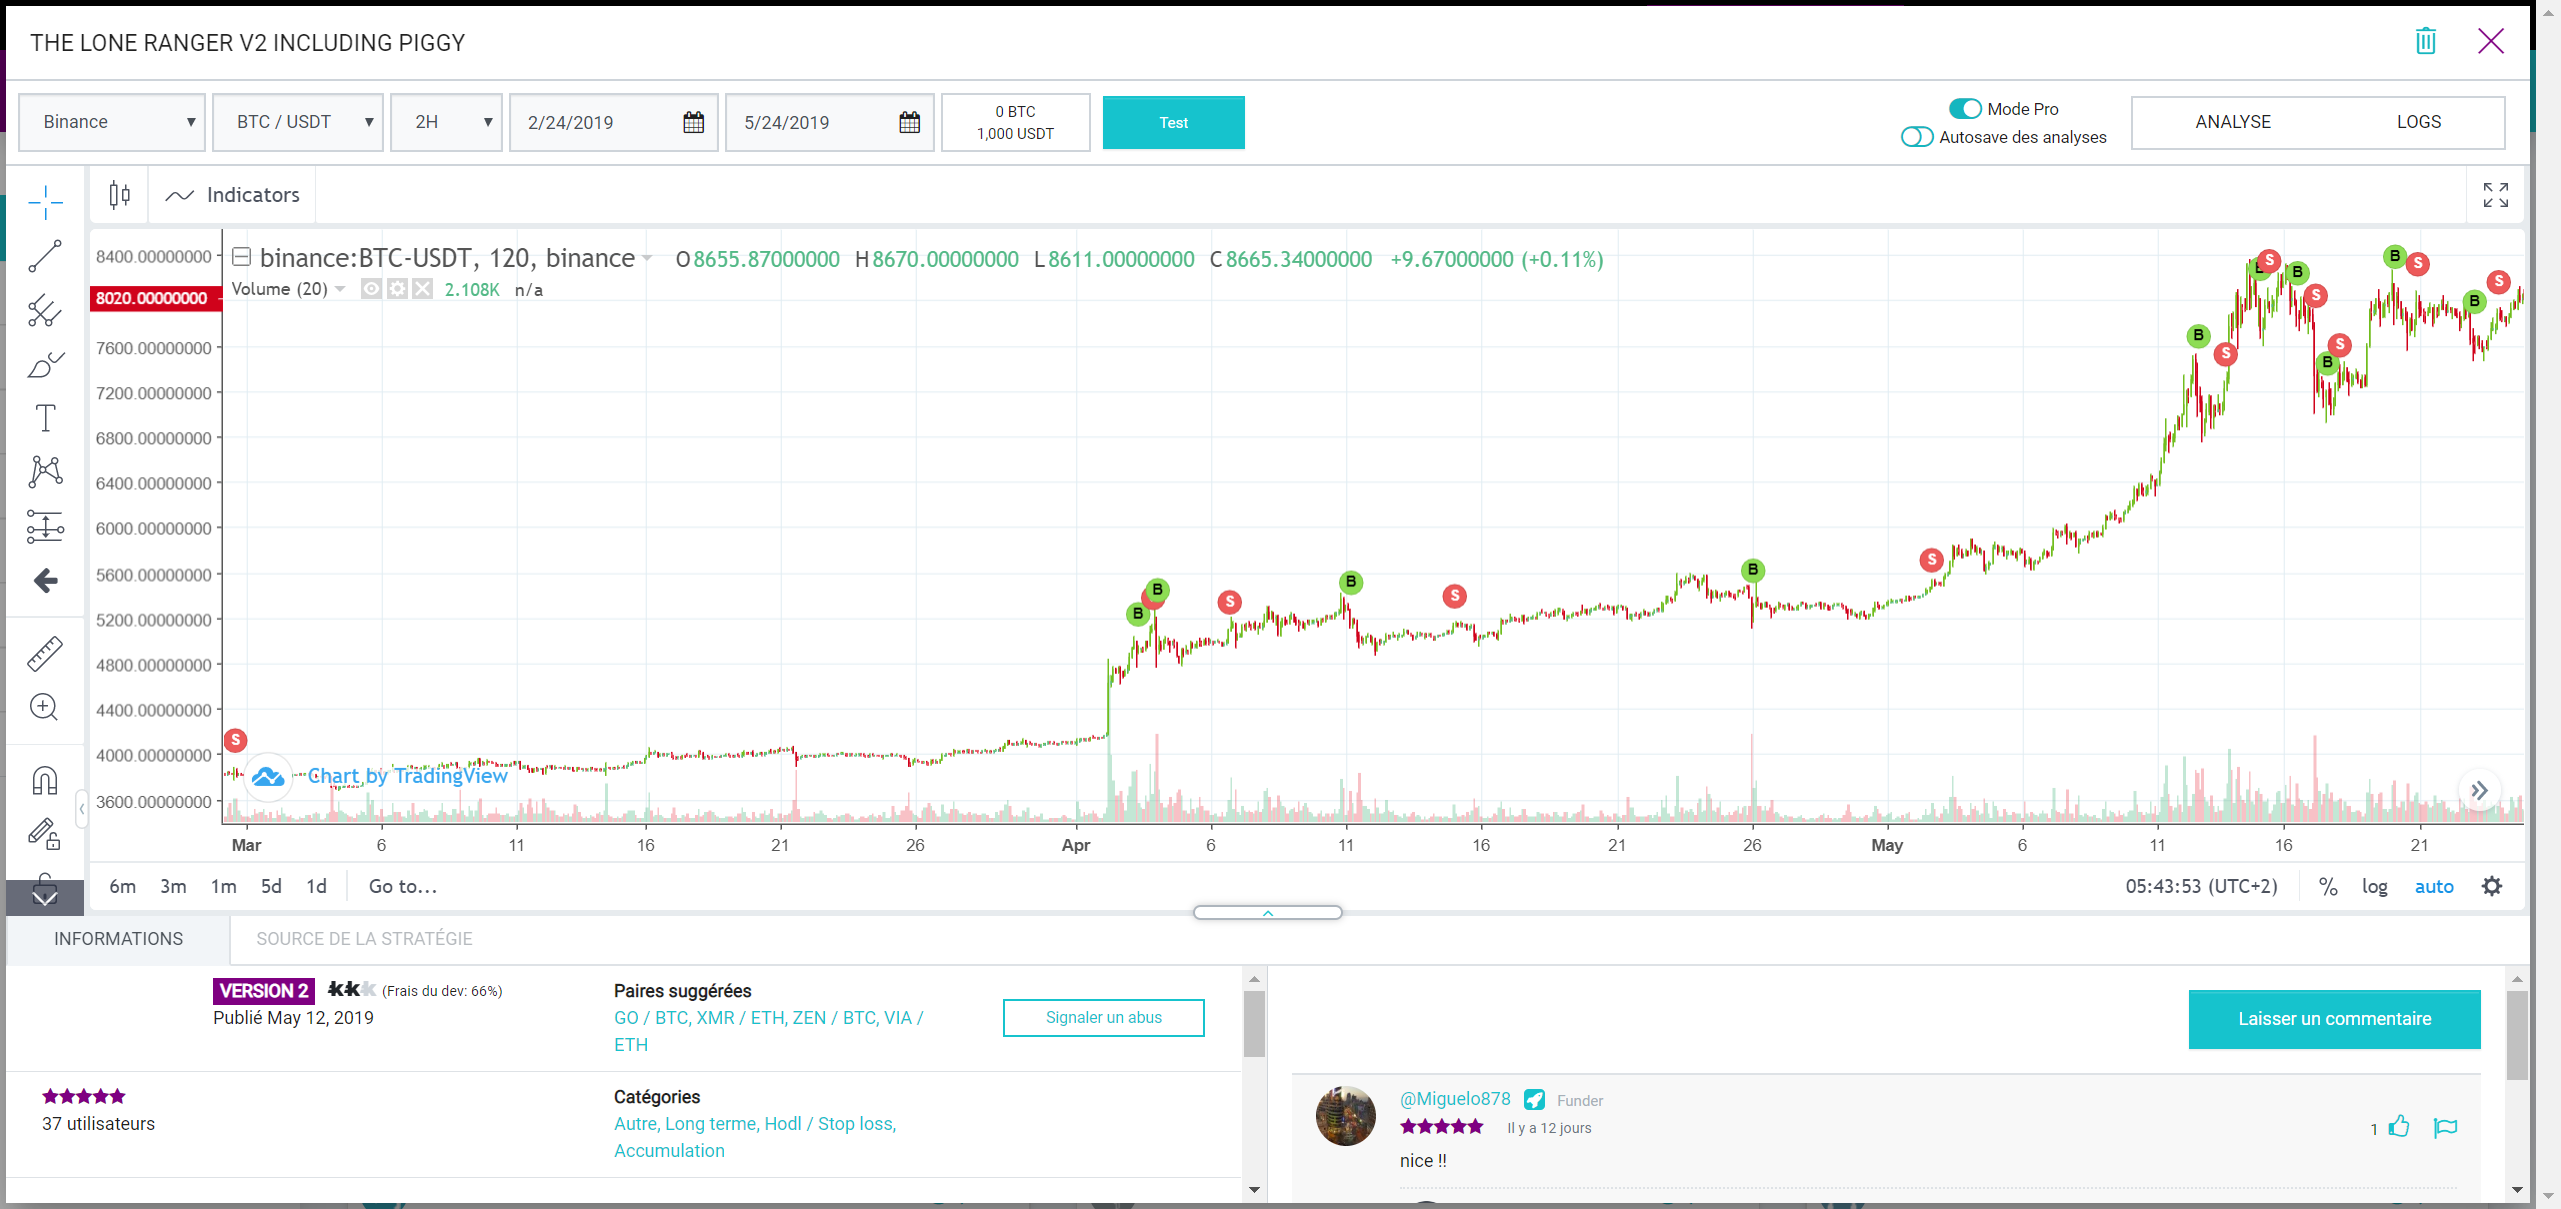 THE LONE RANGER V2 INCLUDING PIGGY
Binance
BTC / USDT
2H
2/24/2019
5/24/2019
0 BTC
1,000 USDT
Test
Mode Pro
Autosave des analyses
ANALYSE
LOGS
Indicators
binance:BTC-USDT, 120, binance
O8655.87000000 H8670.00000000 L8611.00000000 C8665.34000000 +9.67000000 (+0.11%)
Volume (20)
2.108K n/a
8400.00000000
8020.00000000
7600.00000000
7200.00000000
6800.00000000
6400.00000000
6000.00000000
5600.00000000
5200.00000000
4800.00000000
4400.00000000
4000.00000000
3600.00000000
S
B
B
S
B
S
B
S
B
S
B
S
B
S
B
S
B
S
B
S
Chart by TradingView
Mar 6 11 16 21 26 Apr 6 11 16 21 26 May 6 11 16 21
6m 3m 1m 5d 1d Go to...
05:43:53 (UTC+2) % log auto
INFORMATIONS
SOURCE DE LA STRATÉGIE
VERSION 2
(Frais du dev: 66%)
Publié May 12, 2019
Paires suggérées
GO / BTC, XMR / ETH, ZEN / BTC, VIA /
ETH
Signaler un abus
37 utilisateurs
Catégories
Autre, Long terme, Hodl / Stop loss,
Accumulation
Laisser un commentaire
@Miguelo878 Funder
Il y a 12 jours
1
nice !!